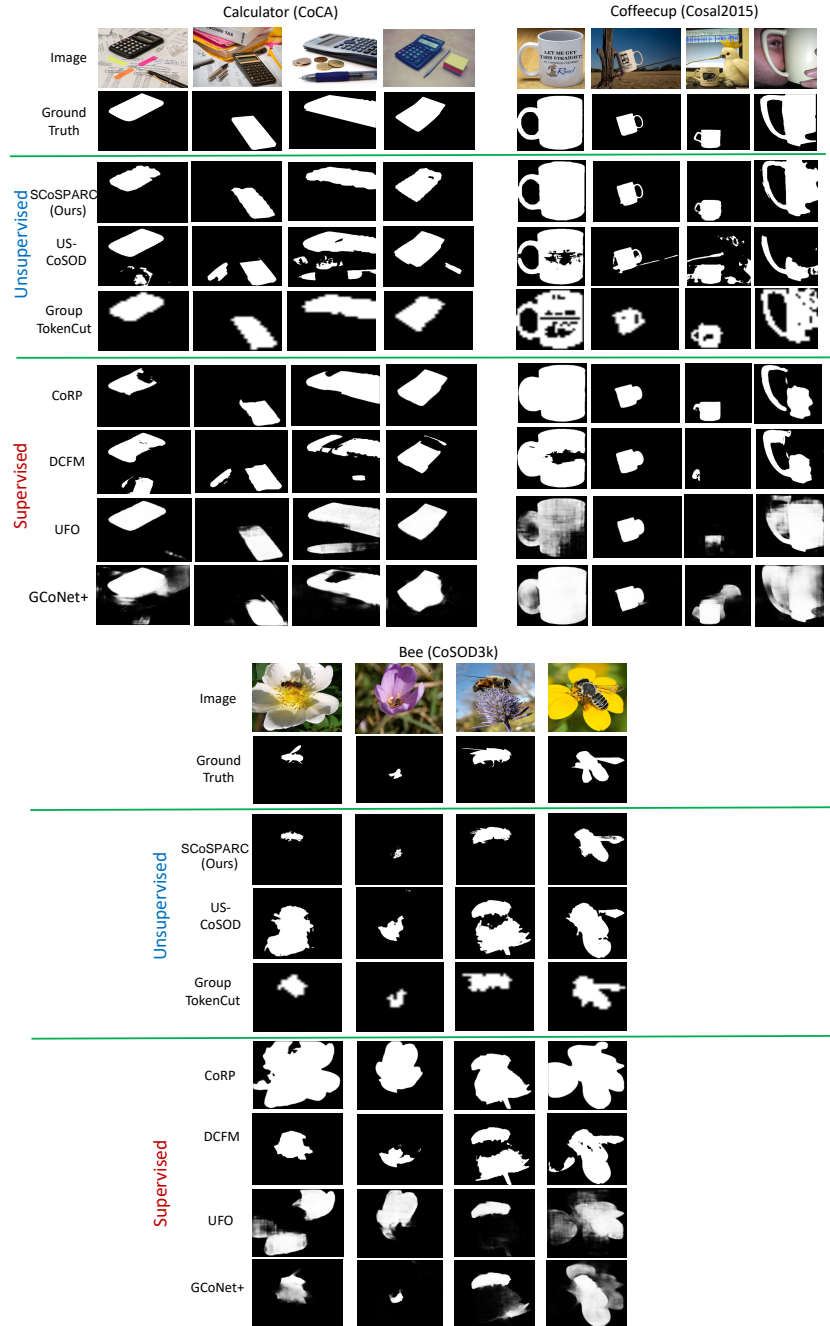 Calculator (CoCA)
Coffeecup (Cosal2015)
Image
INCOME TAX
LET ME GET
THIS STRAIGHT
Ground
Truth
Unsupervised
SCoSPARC
(Ours)
US-
CoSOD
Group
TokenCut
Supervised
CoRP
DCFM
UFO
GCoNet+
Bee (CoSOD3k)
Image
Ground
Truth
Unsupervised
SCoSPARC
(Ours)
US-
CoSOD
Group
TokenCut
Supervised
CoRP
DCFM
UFO
GCoNet+